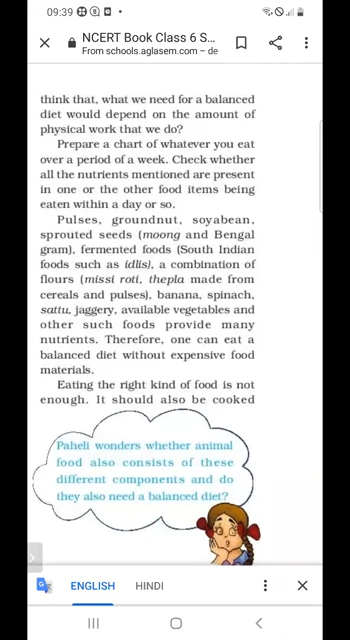 09:39
NCERT Book Class 6 S...
From schools.aglasem.com – de
think that, what we need for a balanced
diet would depend on the amount of
physical work that we do?
Prepare a chart of whatever you eat
over a period of a week. Check whether
all the nutrients mentioned are present
in one or the other food items being
eaten within a day or so.
Pulses, groundnut, soyabean,
sprouted seeds (moong and Bengal
gram), fermented foods (South Indian
foods such as idlis), a combination of
flours (missi roti, thepla made from
cereals and pulses), banana, spinach,
sattu, jaggery, available vegetables and
other such foods provide many
nutrients. Therefore, one can eat a
balanced diet without expensive food
materials.
Eating the right kind of food is not
enough. It should also be cooked
Paheli wonders whether animal
food also consists of these
different components and do
they also need a balanced diet?
ENGLISH HINDI